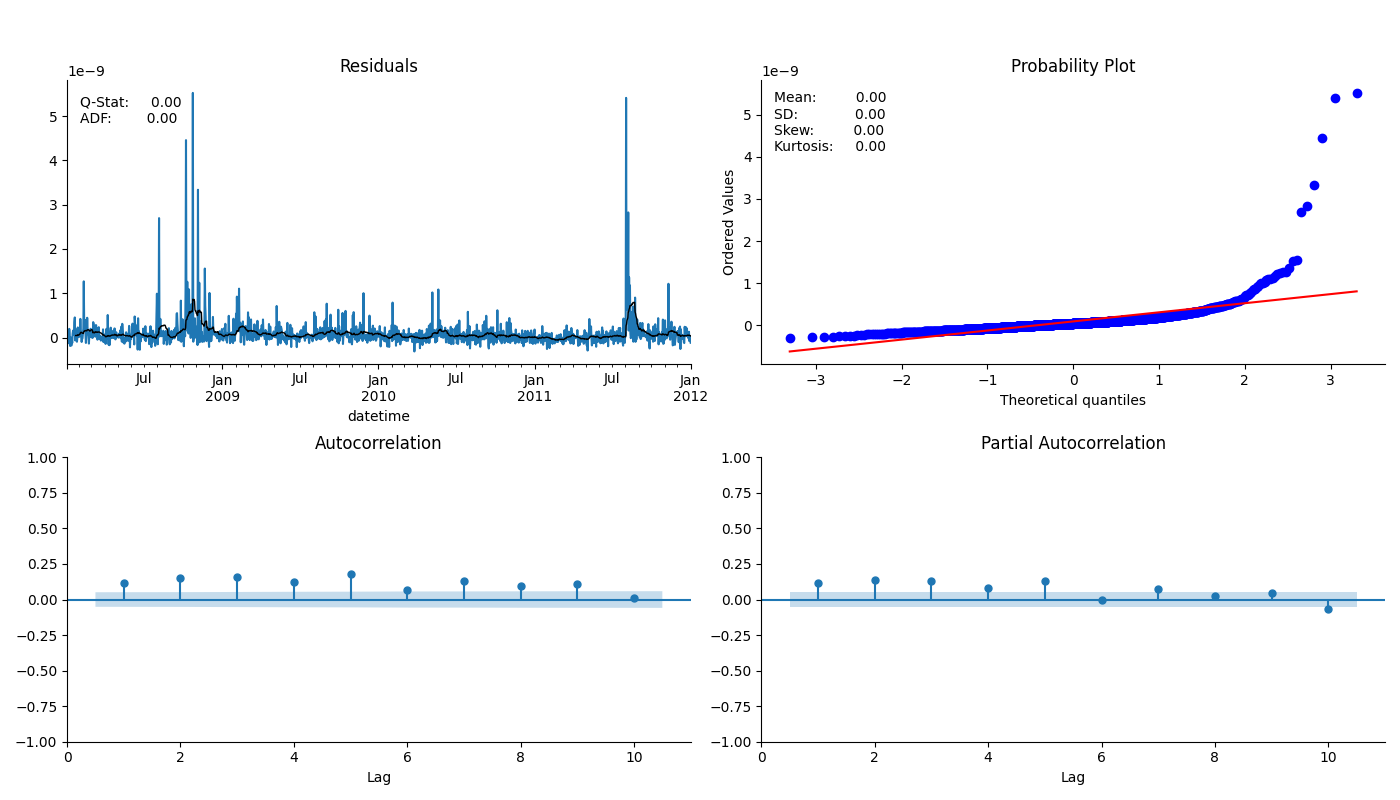 Residuals
1e−9
Q-Stat: 0.00
ADF: 0.00
5
4
3
2
1
0
Jul Jan Jul Jan Jul Jan Jul Jan
2009 2010 2011 2012
datetime
Probability Plot
1e−9
Mean: 0.00
SD: 0.00
Skew: 0.00
Kurtosis: 0.00
Ordered Values
5
4
3
2
1
0
−3 −2 −1 0 1 2 3
Theoretical quantiles
Autocorrelation
1.00
0.75
0.50
0.25
0.00
−0.25
−0.50
−0.75
−1.00
0 2 4 6 8 10
Lag
Partial Autocorrelation
1.00
0.75
0.50
0.25
0.00
−0.25
−0.50
−0.75
−1.00
0 2 4 6 8 10
Lag